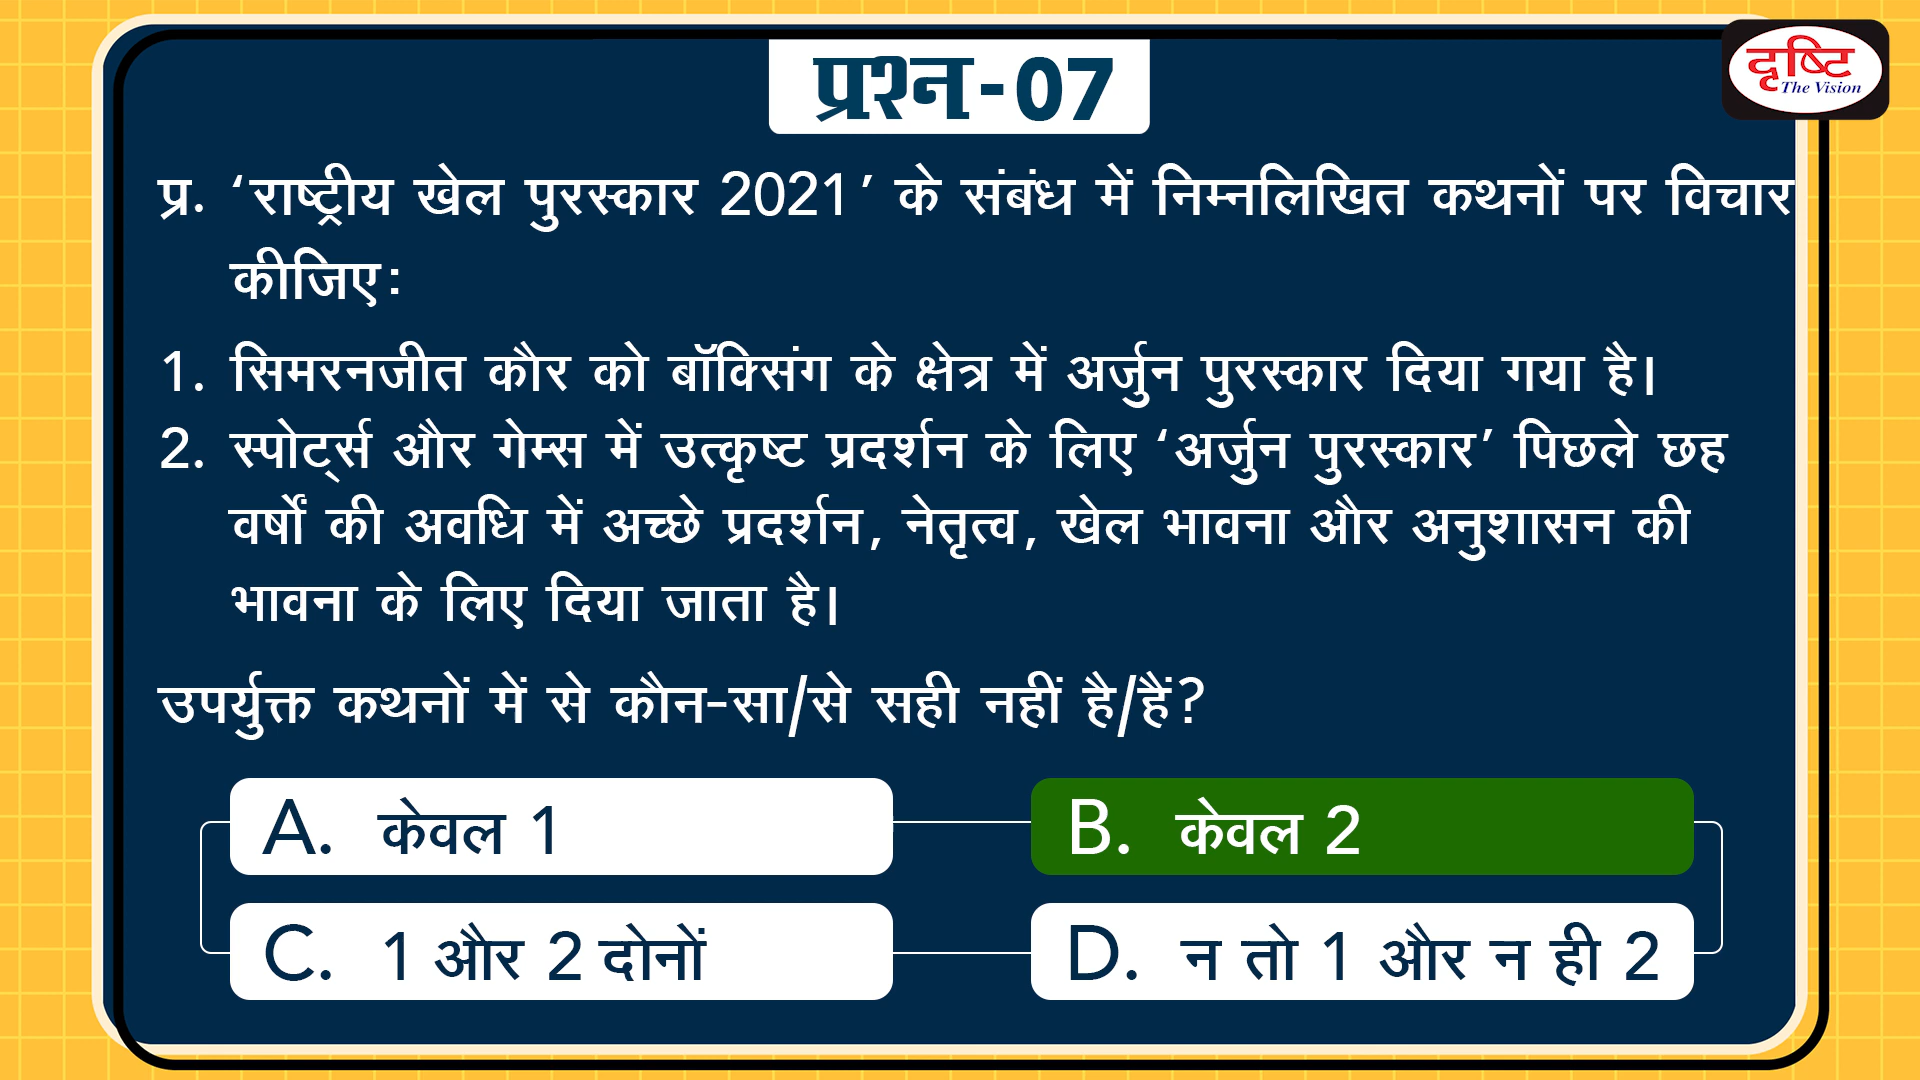 प्रश्न-07
दृष्टि
The Vision
प्र. ‘राष्ट्रीय खेल पुरस्कार 2021’ के संबंध में निम्नलिखित कथनों पर विचार
कीजिएः
1. सिमरनजीत कौर को बॉक्सिंग के क्षेत्र में अर्जुन पुरस्कार दिया गया है।
2. स्पोर्ट्स और गेम्स में उत्कृष्ट प्रदर्शन के लिए ‘अर्जुन पुरस्कार’ पिछले छह
वर्षों की अवधि में अच्छे प्रदर्शन, नेतृत्व, खेल भावना और अनुशासन की
भावना के लिए दिया जाता है।
उपर्युक्त कथनों में से कौन-सा/से सही नहीं है/हैं?
A. केवल 1
B. केवल 2
C. 1 और 2 दोनों
D. न तो 1 और न ही 2